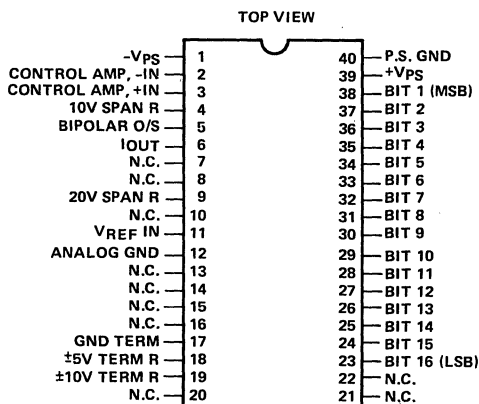 TOP VIEW
-VPS 1 40 P.S. GND
CONTROL AMP, -IN 2 39 +VPS
CONTROL AMP, +IN 3 38 BIT 1 (MSB)
10V SPAN R 4 37 BIT 2
BIPOLAR O/S 5 36 BIT 3
IOUT 6 35 BIT 4
N.C. 7 34 BIT 5
N.C. 8 33 BIT 6
20V SPAN R 9 32 BIT 7
N.C. 10 31 BIT 8
VREF IN 11 30 BIT 9
ANALOG GND 12 29 BIT 10
N.C. 13 28 BIT 11
N.C. 14 27 BIT 12
N.C. 15 26 BIT 13
N.C. 16 25 BIT 14
GND TERM 17 24 BIT 15
±5V TERM R 18 23 BIT 16 (LSB)
±10V TERM R 19 22 N.C.
N.C. 20 21 N.C.